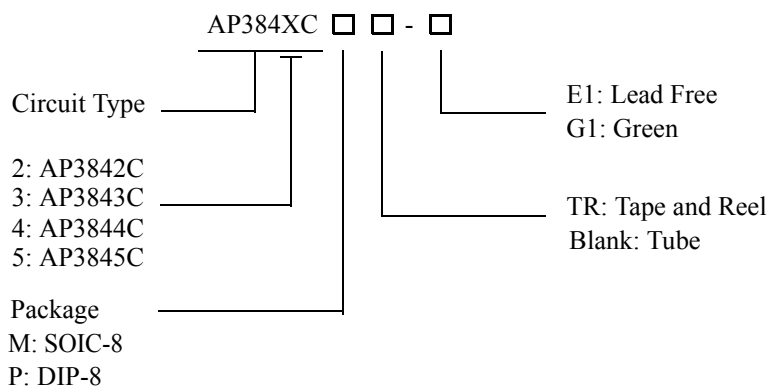 AP384XC □ □ - □
Circuit Type
2: AP3842C
3: AP3843C
4: AP3844C
5: AP3845C
Package
M: SOIC-8
P: DIP-8
E1: Lead Free
G1: Green
TR: Tape and Reel
Blank: Tube